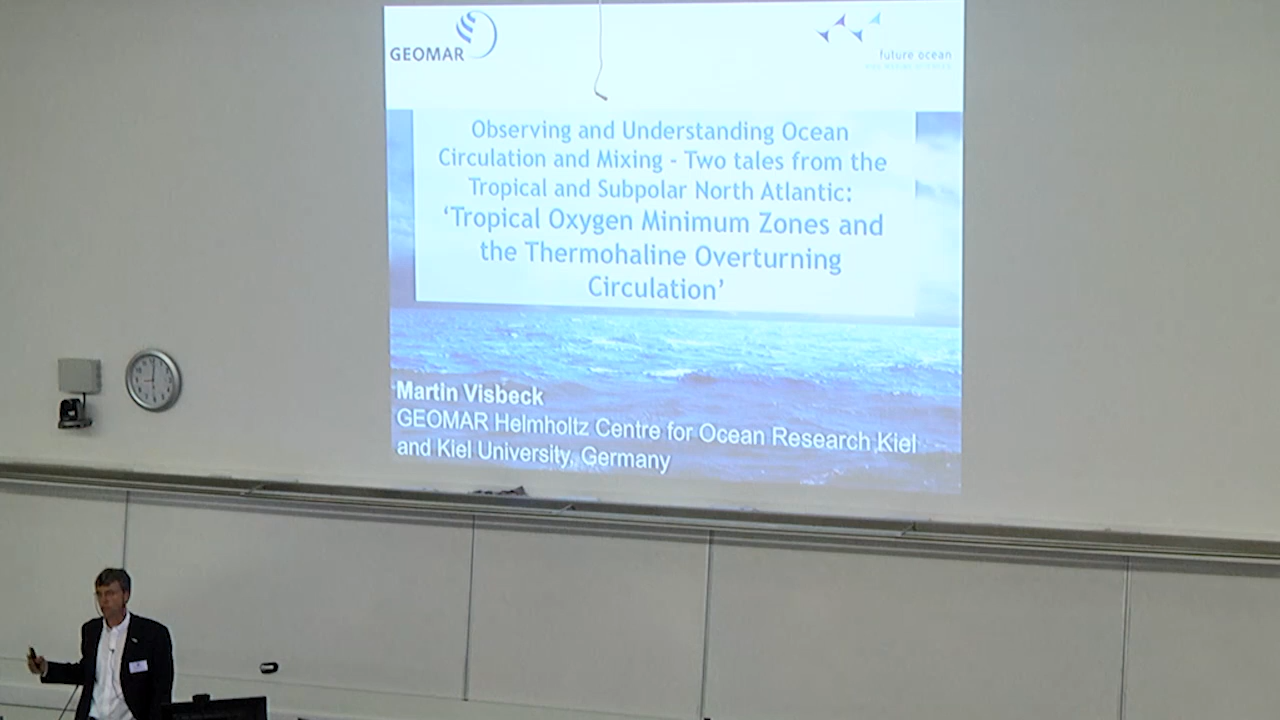 GEOMAR
future ocean
Observing and Understanding Ocean
Circulation and Mixing - Two tales from the
Tropical and Subpolar North Atlantic:
‘Tropical Oxygen Minimum Zones and
the Thermohaline Overturning
Circulation’
Martin Visbeck
GEOMAR Helmholtz Centre for Ocean Research Kiel
and Kiel University, Germany